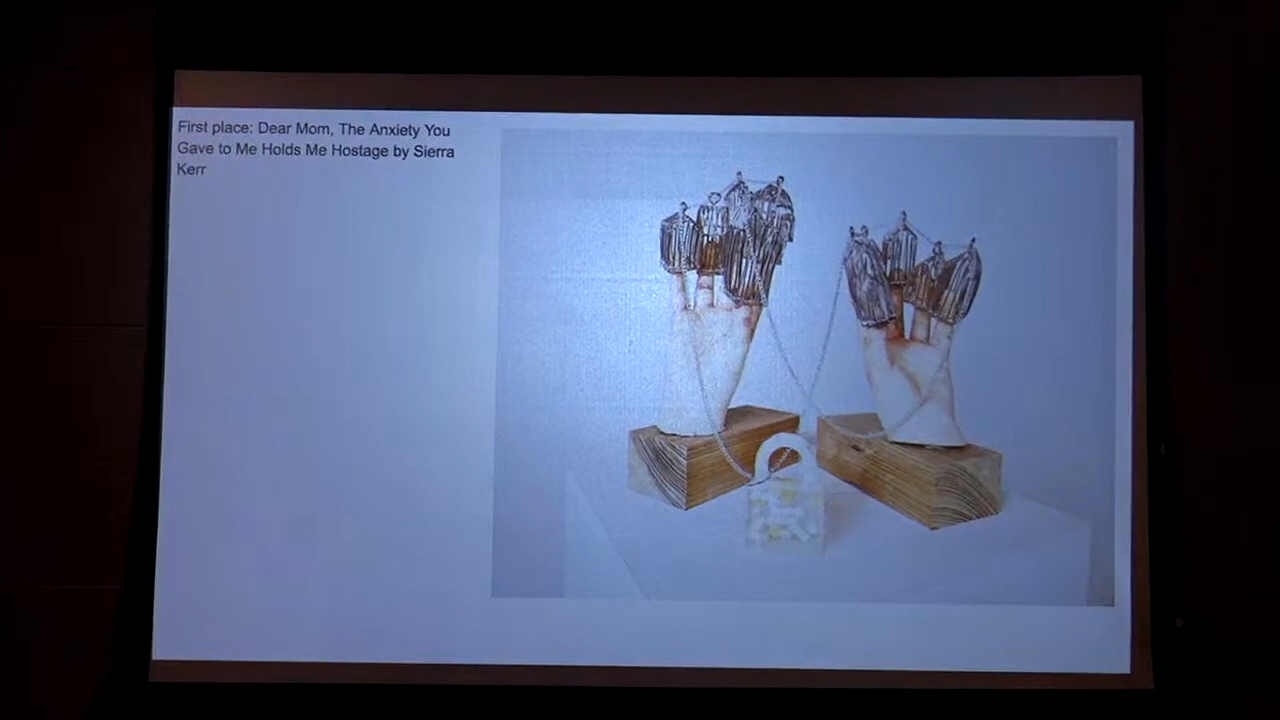 First place: Dear Mom, The Anxiety You
Gave to Me Holds Me Hostage by Sierra
Kerr